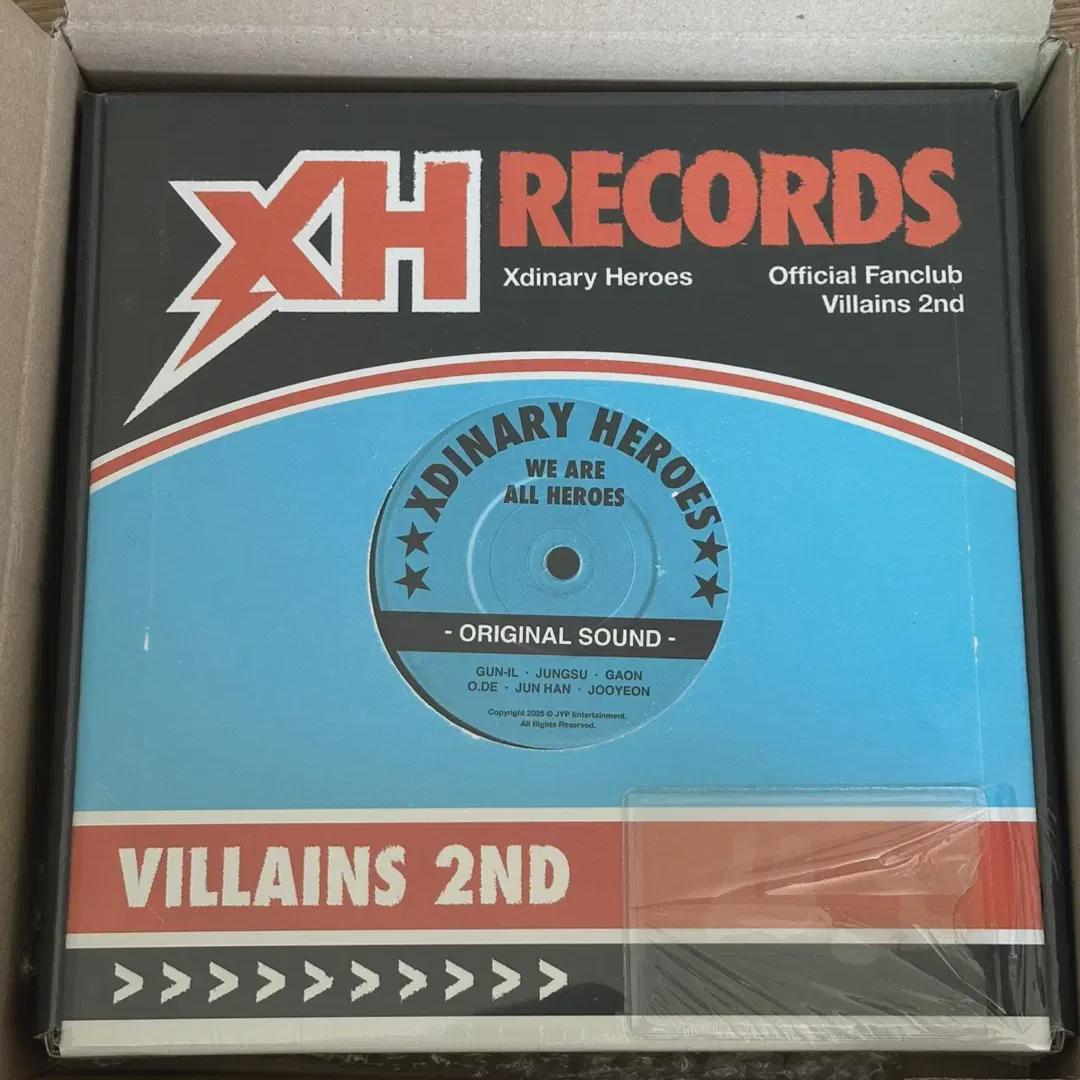 XH RECORDS
Xdinary Heroes
Official Fanclub
Villains 2nd
XDINARY HEROES
WE ARE
ALL HEROES
- ORIGINAL SOUND -
GUN-IL · JUNGSU · GAON
O.DE · JUN HAN · JOOYEON
Copyright 2025 © JYP Entertainment.
All Rights Reserved.
VILLAINS 2ND
>>>>>>>>>>